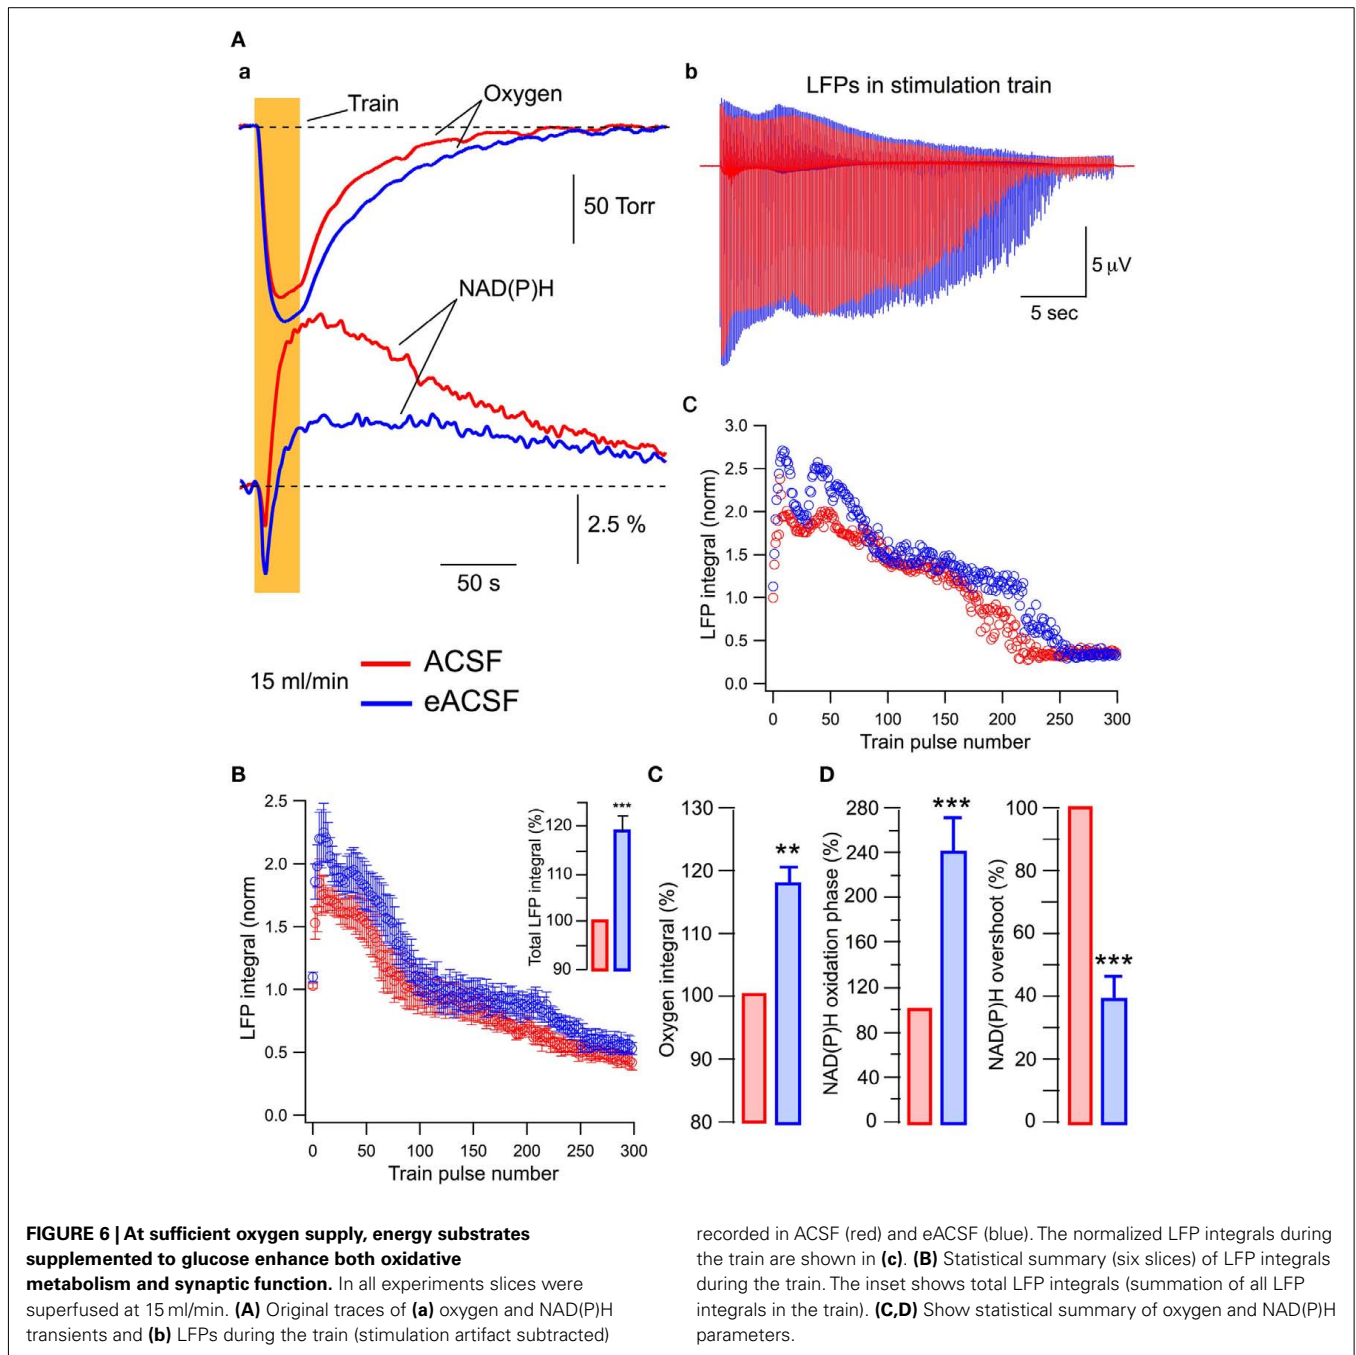 A
a
Train
Oxygen
50 Torr
NAD(P)H
2.5 %
50 s
15 ml/min
ACSF
eACSF
b
LFPs in stimulation train
5 µV
5 sec
C
LFP integral (norm)
3.0
2.5
2.0
1.5
1.0
0.5
0.0
0 50 100 150 200 250 300
Train pulse number
B
LFP integral (norm
2.5
2.0
1.5
1.0
0.5
0.0
0 50 100 150 200 250 300
Train pulse number
Total LFP integral (%)
120
110
100
90
***
C
Oxygen integral (%)
130
120
110
100
90
80
**
D
NAD(P)H oxidation phase (%)
280
240
200
160
120
80
40
0
***
NAD(P)H overshoot (%)
100
80
60
40
20
0
***
FIGURE 6 | At sufficient oxygen supply, energy substrates
supplemented to glucose enhance both oxidative
metabolism and synaptic function. In all experiments slices were
superfused at 15 ml/min. (A) Original traces of (a) oxygen and NAD(P)H
transients and (b) LFPs during the train (stimulation artifact subtracted)
recorded in ACSF (red) and eACSF (blue). The normalized LFP integrals during
the train are shown in (c). (B) Statistical summary (six slices) of LFP integrals
during the train. The inset shows total LFP integrals (summation of all LFP
integrals in the train). (C,D) Show statistical summary of oxygen and NAD(P)H
parameters.